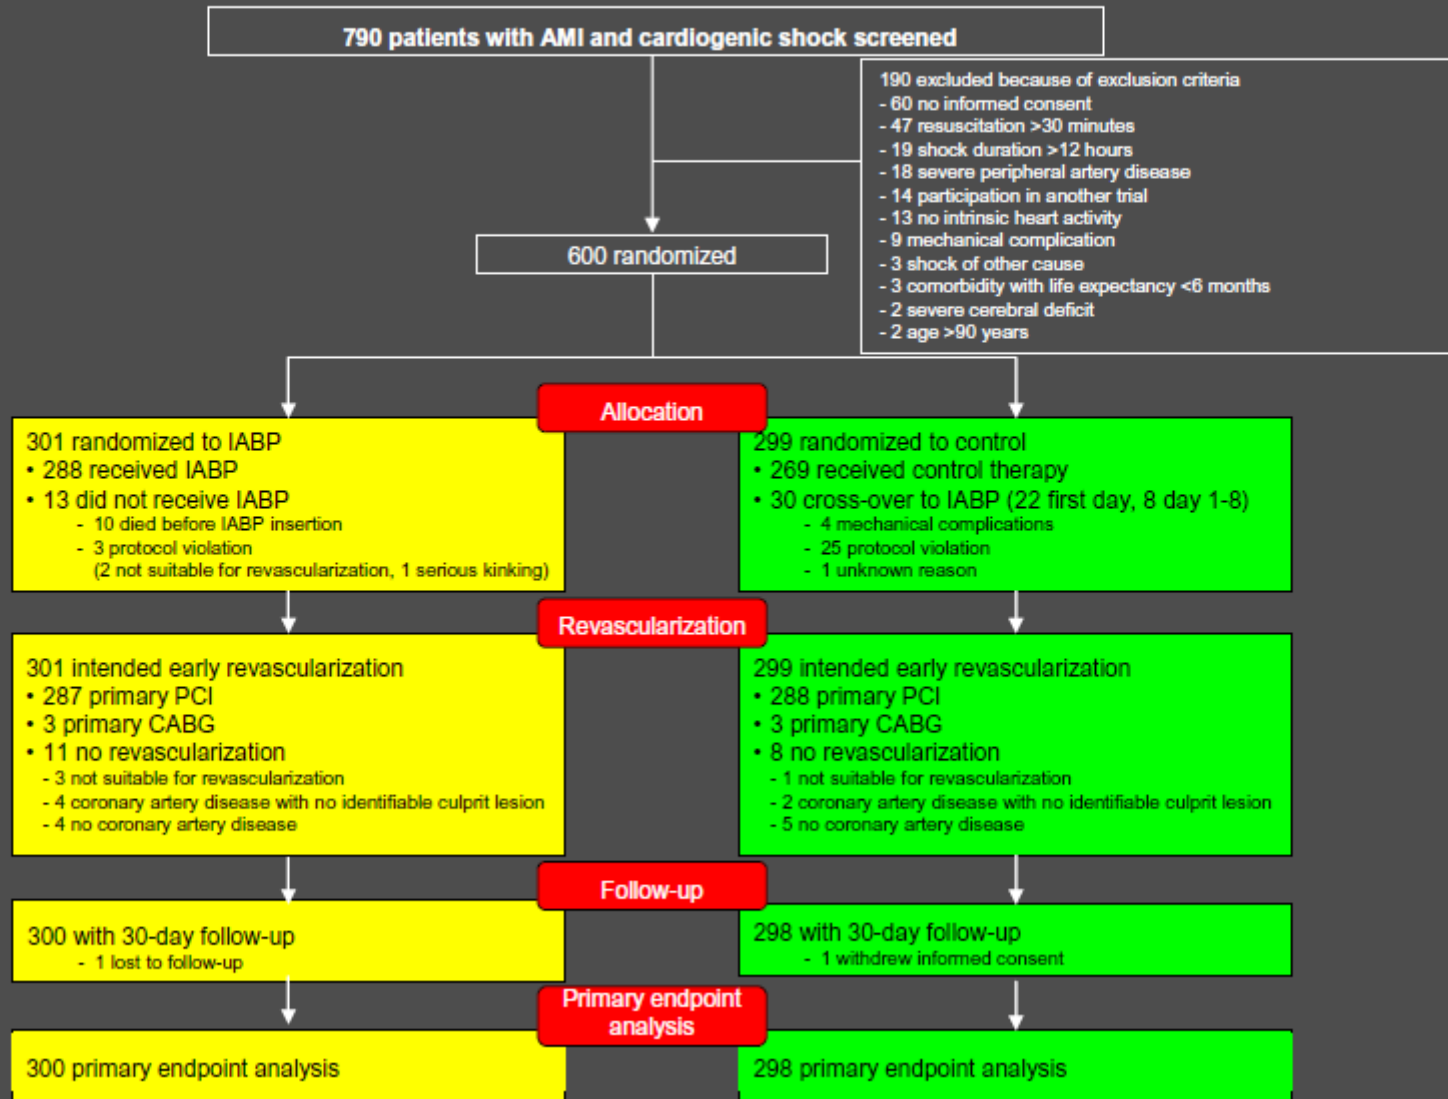 790 patients with AMI and cardiogenic shock screened
190 excluded because of exclusion criteria
- 60 no informed consent
- 47 resuscitation >30 minutes
- 19 shock duration >12 hours
- 18 severe peripheral artery disease
- 14 participation in another trial
- 13 no intrinsic heart activity
- 9 mechanical complication
- 3 shock of other cause
- 3 comorbidity with life expectancy <6 months
- 2 severe cerebral deficit
- 2 age >90 years
600 randomized
Allocation
301 randomized to IABP
• 288 received IABP
• 13 did not receive IABP
- 10 died before IABP insertion
- 3 protocol violation
(2 not suitable for revascularization, 1 serious kinking)
299 randomized to control
• 269 received control therapy
• 30 cross-over to IABP (22 first day, 8 day 1-8)
- 4 mechanical complications
- 25 protocol violation
- 1 unknown reason
Revascularization
301 intended early revascularization
• 287 primary PCI
• 3 primary CABG
• 11 no revascularization
- 3 not suitable for revascularization
- 4 coronary artery disease with no identifiable culprit lesion
- 4 no coronary artery disease
299 intended early revascularization
• 288 primary PCI
• 3 primary CABG
• 8 no revascularization
- 1 not suitable for revascularization
- 2 coronary artery disease with no identifiable culprit lesion
- 5 no coronary artery disease
Follow-up
300 with 30-day follow-up
- 1 lost to follow-up
298 with 30-day follow-up
- 1 withdrew informed consent
Primary endpoint
analysis
300 primary endpoint analysis
298 primary endpoint analysis